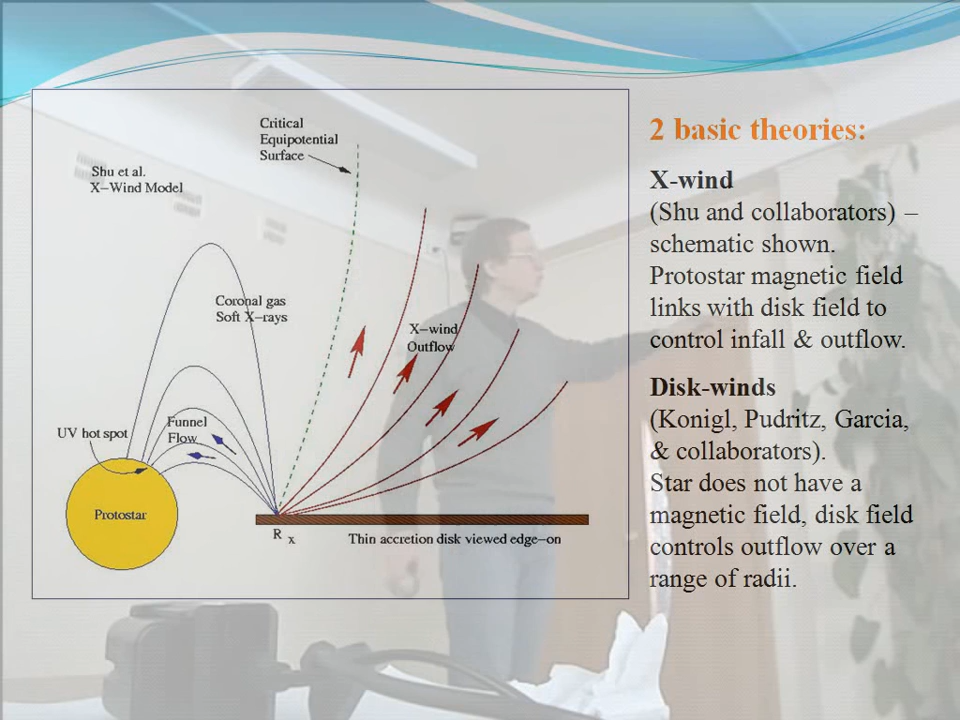 Critical
Equipotential
Surface
Shu et al.
X-Wind Model
Coronal gas
Soft X-rays
X-wind
Outflow
Funnel
Flow
UV hot spot
Protostar
R x
Thin accretion disk viewed edge-on
2 basic theories:
X-wind
(Shu and collaborators) –
schematic shown.
Protostar magnetic field
links with disk field to
control infall & outflow.
Disk-winds
(Konigl, Pudritz, Garcia,
& collaborators).
Star does not have a
magnetic field, disk field
controls outflow over a
range of radii.